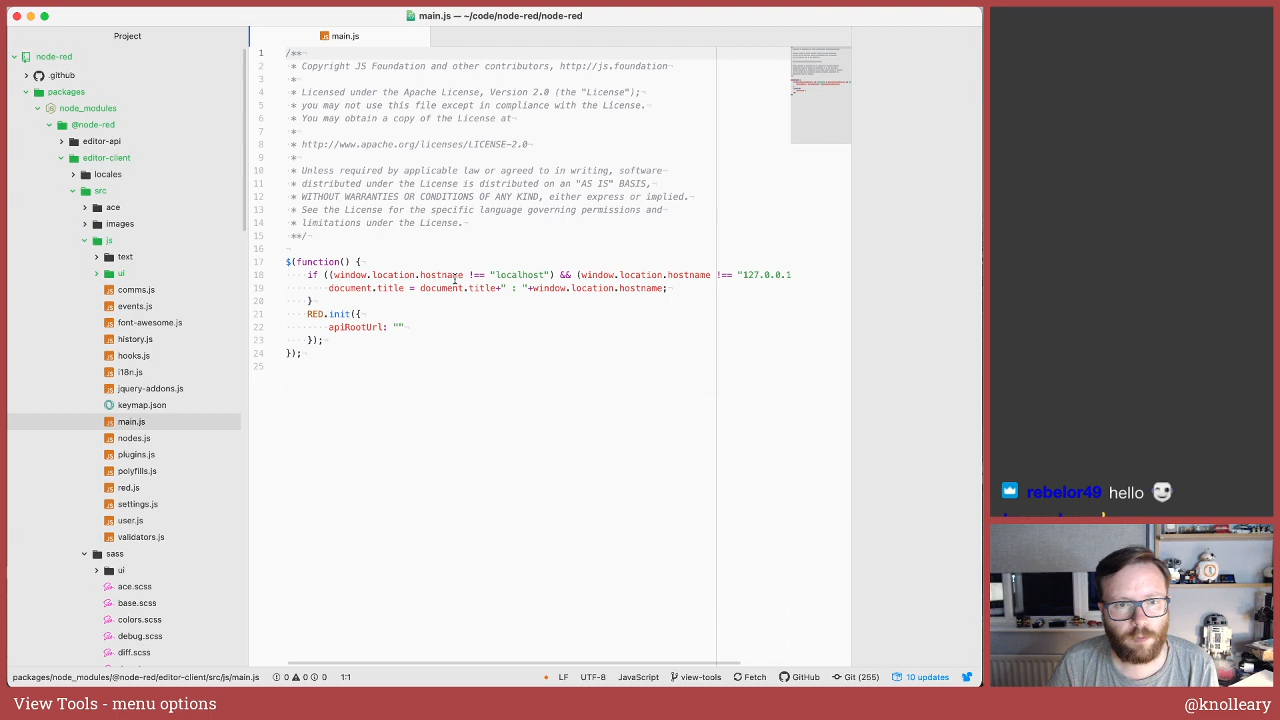 main.js — ~/code/node-red/node-red
Project
main.js
node-red
.github
packages
node_modules
@node-red
editor-api
editor-client
locales
src
ace
images
js
text
ui
comms.js
events.js
font-awesome.js
history.js
hooks.js
i18n.js
jquery-addons.js
keymap.json
main.js
nodes.js
plugins.js
polyfills.js
red.js
settings.js
user.js
validators.js
sass
ui
ace.scss
base.scss
colors.scss
debug.scss
diff.scss
1 /**
2 * Copyright JS Foundation and other contributors, http://js.foundation
3 *
4 * Licensed under the Apache License, Version 2.0 (the "License");
5 * you may not use this file except in compliance with the License.
6 * You may obtain a copy of the License at
7 *
8 * http://www.apache.org/licenses/LICENSE-2.0
9 *
10 * Unless required by applicable law or agreed to in writing, software
11 * distributed under the License is distributed on an "AS IS" BASIS,
12 * WITHOUT WARRANTIES OR CONDITIONS OF ANY KIND, either express or implied.
13 * See the License for the specific language governing permissions and
14 * limitations under the License.
15 **/
16
17 $(function() {
18 if ((window.location.hostname !== "localhost") && (window.location.hostname !== "127.0.0.1
19 document.title = document.title+" : "+window.location.hostname;
20 }
21 RED.init({
22 apiRootUrl: ""
23 });
24 });
25
packages/node_modules/@node-red/editor-client/src/js/main.js 0 0 0 1:1 LF UTF-8 JavaScript view-tools Fetch GitHub Git (255) 10 updates
rebelor49 hello
View Tools - menu options
@knolleary